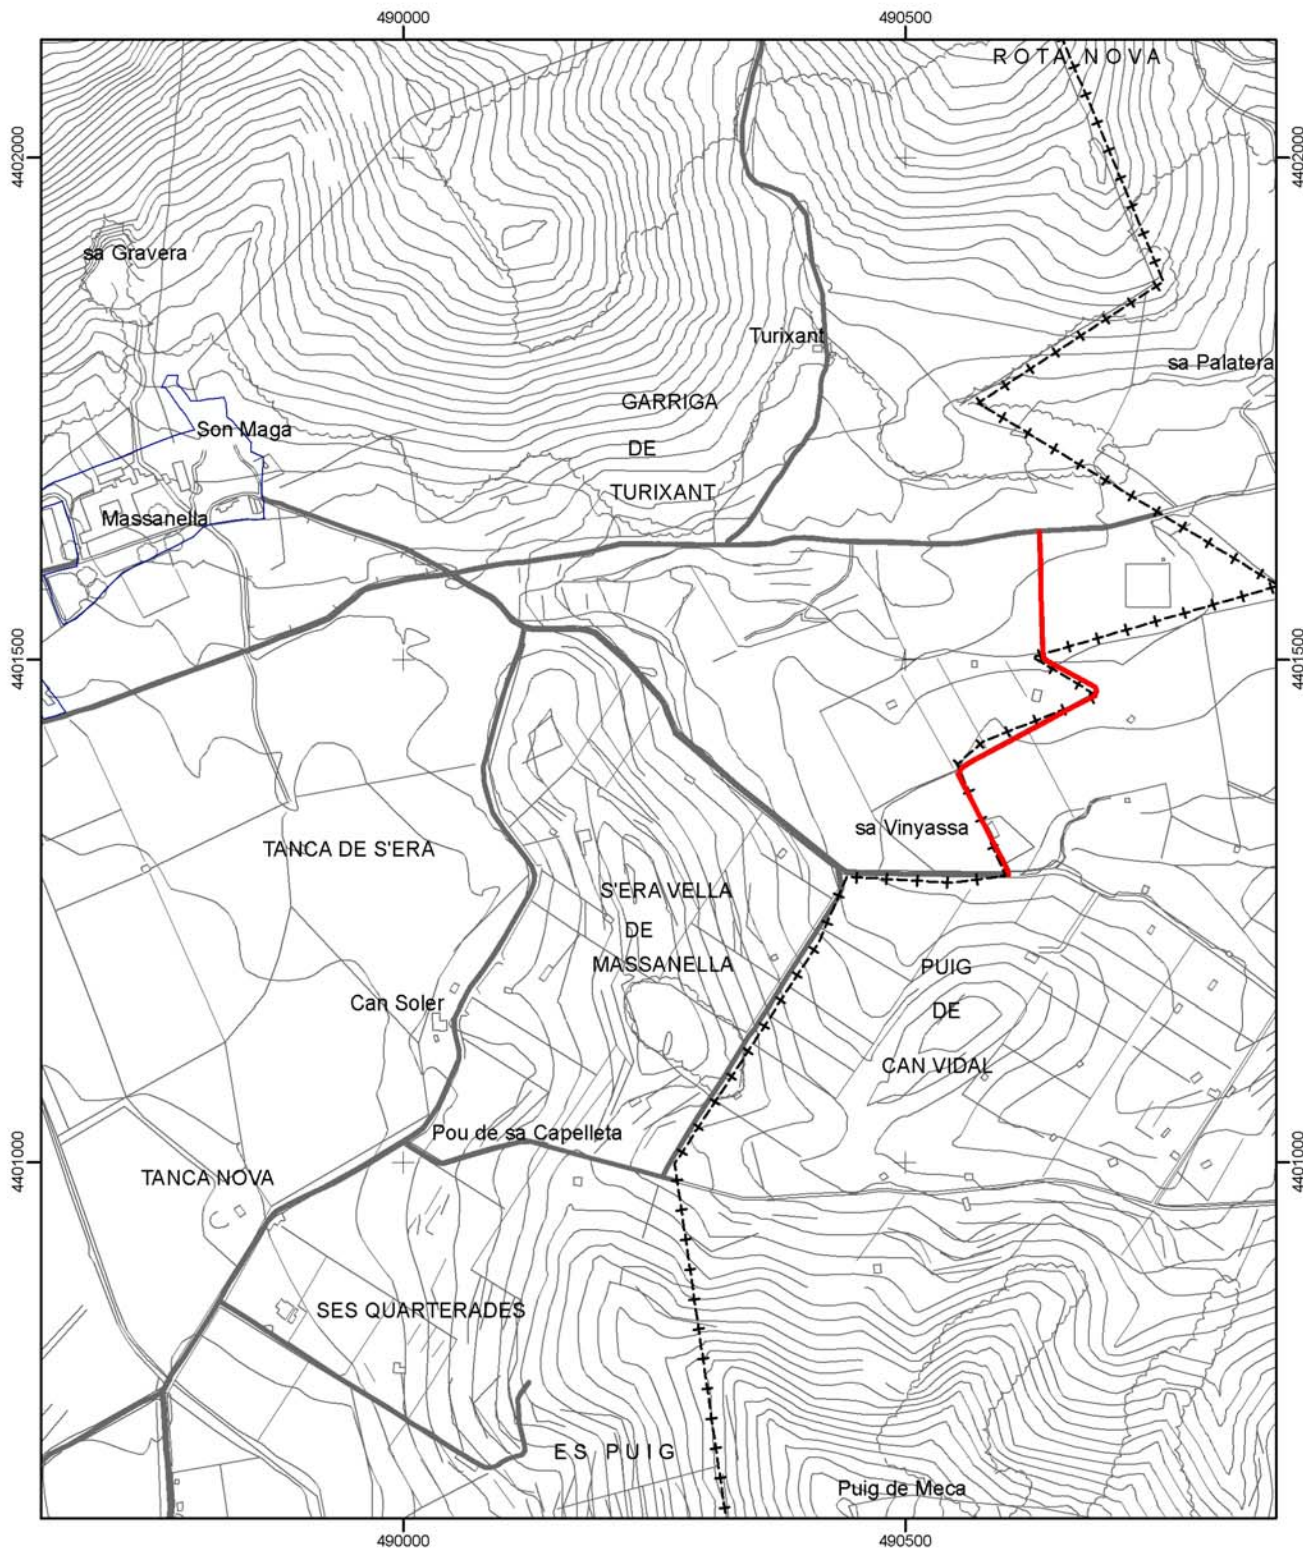 490000
490500
ROTA NOVA
4402000
4402000
sa Gravera
Turixant
sa Palatera
GARRIGA
DE
TURIXANT
Son Maga
Massanella
4401500
4401500
sa Vinyassa
TANCA DE S'ERA
S'ERA VELLA
DE
MASSANELLA
PUIG
DE
CAN VIDAL
Can Soler
Pou de sa Capelleta
4401000
4401000
TANCA NOVA
SES QUARTERADES
ES PUIG
Puig de Meca
490000
490500